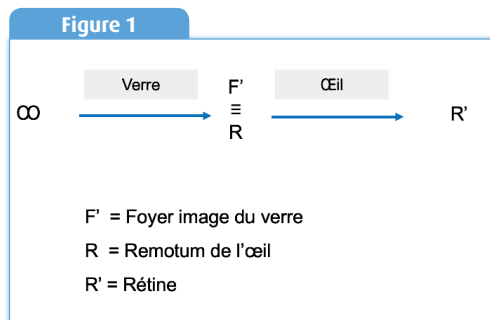 Figure 1
Verre
Œil
F’
∞
≡
R’
R
F’ = Foyer image du verre
R = Remotum de l’œil
R’ = Rétine